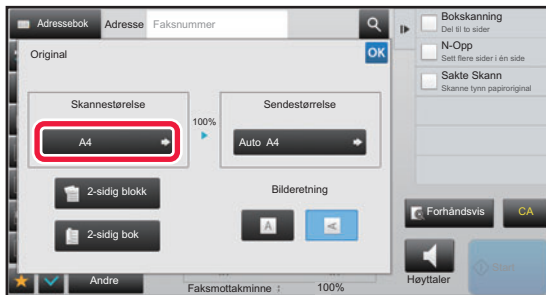 Adressebok Adresse Faksnummer
Original
OK
Skannestørelse
100%
Sendestørrelse
A4
Auto A4
2-sidig blokk
Bilderetning
2-sidig bok
A
A
Andre
Faksmottakminne : 100%
Bokskanning
Del til to sider
N-Opp
Sett flere sider i én side
Sakte Skann
Skanne tynn papiroriginal
Forhåndsvis
CA
Høyttaler
Start